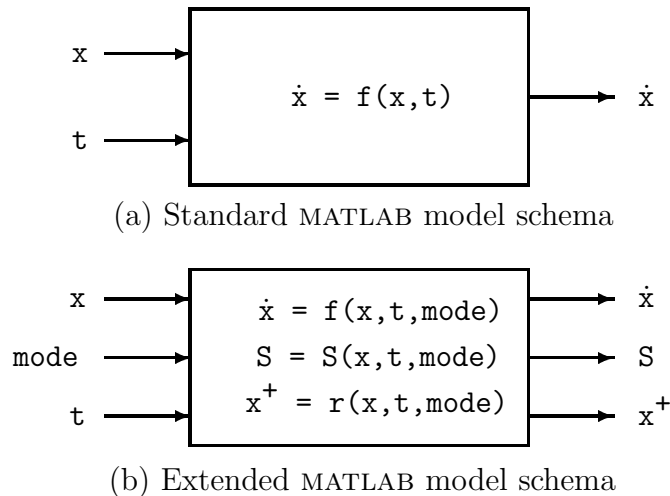 x
ẋ = f(x,t)
ẋ
t
(a) Standard MATLAB model schema
x
ẋ = f(x,t,mode)
ẋ
mode
S = S(x,t,mode)
S
t
x⁺ = r(x,t,mode)
x⁺
(b) Extended MATLAB model schema